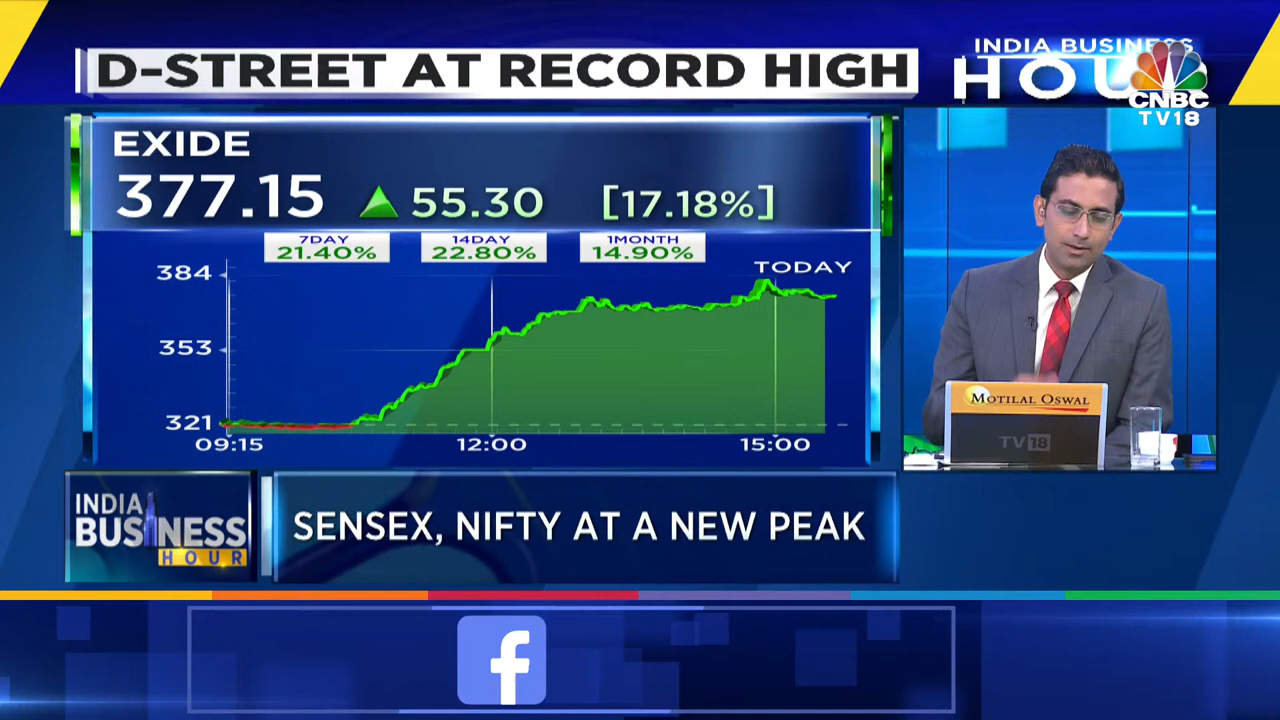 D-STREET AT RECORD HIGH
INDIA BUSINESS
HOU
CNBC
TV18
EXIDE
377.15 55.30 [17.18%]
7DAY
21.40%
14DAY
22.80%
1MONTH
14.90%
TODAY
384
353
321
09:15 12:00 15:00
MOTILAL OSWAL
TV18
INDIA
BUSINESS
HOUR
SENSEX, NIFTY AT A NEW PEAK
f